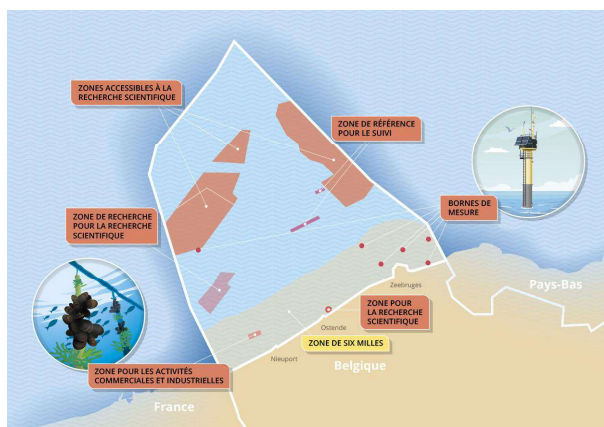 ZONES ACCESSIBLES À LA
RECHERCHE SCIENTIFIQUE
ZONE DE RÉFÉRENCE
POUR LE SUIVI
BORNES DE
MESURE
ZONE DE RECHERCHE
POUR LA RECHERCHE
SCIENTIFIQUE
Zeebruges
Pays-Bas
ZONE POUR
LA RECHERCHE
SCIENTIFIQUE
Ostende
ZONE DE SIX MILLES
Nieuport
Belgique
ZONE POUR LES ACTIVITÉS
COMMERCIALES ET INDUSTRIELLES
France